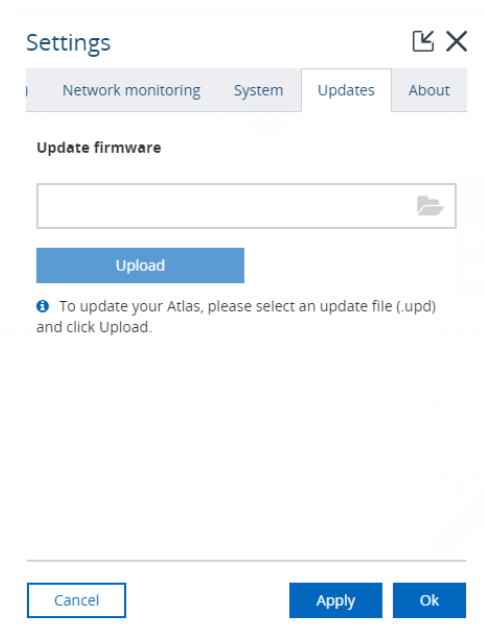 Settings
) Network monitoring System Updates About
Update firmware
Upload
To update your Atlas, please select an update file (.upd)
and click Upload.
Cancel Apply Ok